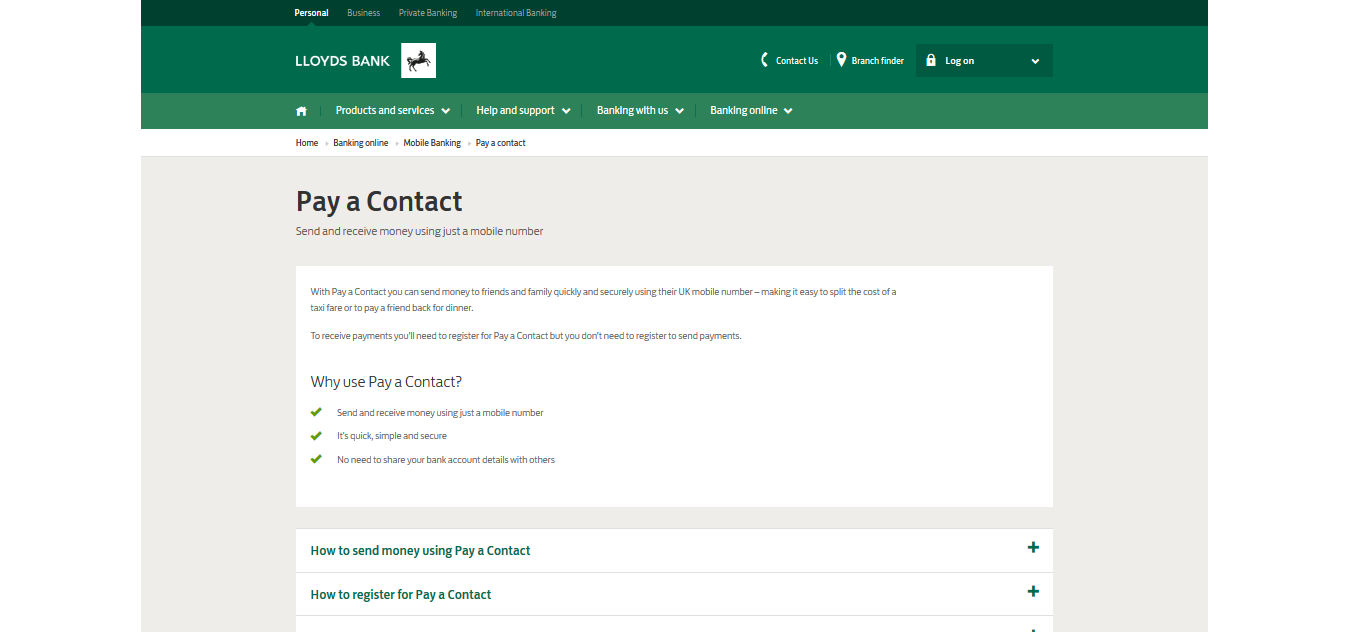 Personal Business Private Banking International Banking
LLOYDS BANK Contact Us Branch finder Log on
Products and services Help and support Banking with us Banking online
Home » Banking online » Mobile Banking » Pay a contact
Pay a Contact
Send and receive money using just a mobile number
With Pay a Contact you can send money to friends and family quickly and securely using their UK mobile number – making it easy to split the cost of a
taxi fare or to pay a friend back for dinner.
To receive payments you'll need to register for Pay a Contact but you don't need to register to send payments.
Why use Pay a Contact?
Send and receive money using just a mobile number
It's quick, simple and secure
No need to share your bank account details with others
How to send money using Pay a Contact
How to register for Pay a Contact